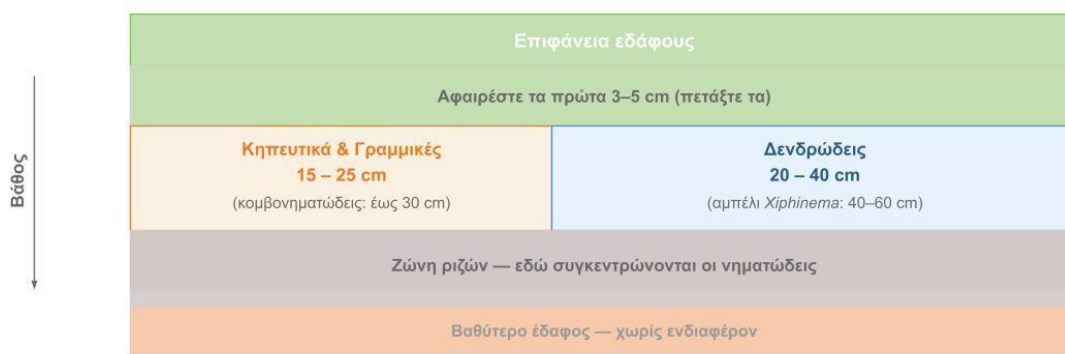 Επιφάνεια εδάφους
Αφαιρέστε τα πρώτα 3–5 cm (πετάξτε τα)
Βάθος
Κηπευτικά & Γραμμικές
15 – 25 cm
(κομβονηματώδεις: έως 30 cm)
Δενδρώδεις
20 – 40 cm
(αμπέλι Xiphinema: 40–60 cm)
Ζώνη ριζών — εδώ συγκεντρώνονται οι νηματώδεις
Βαθύτερο έδαφος — χωρίς ενδιαφέρον